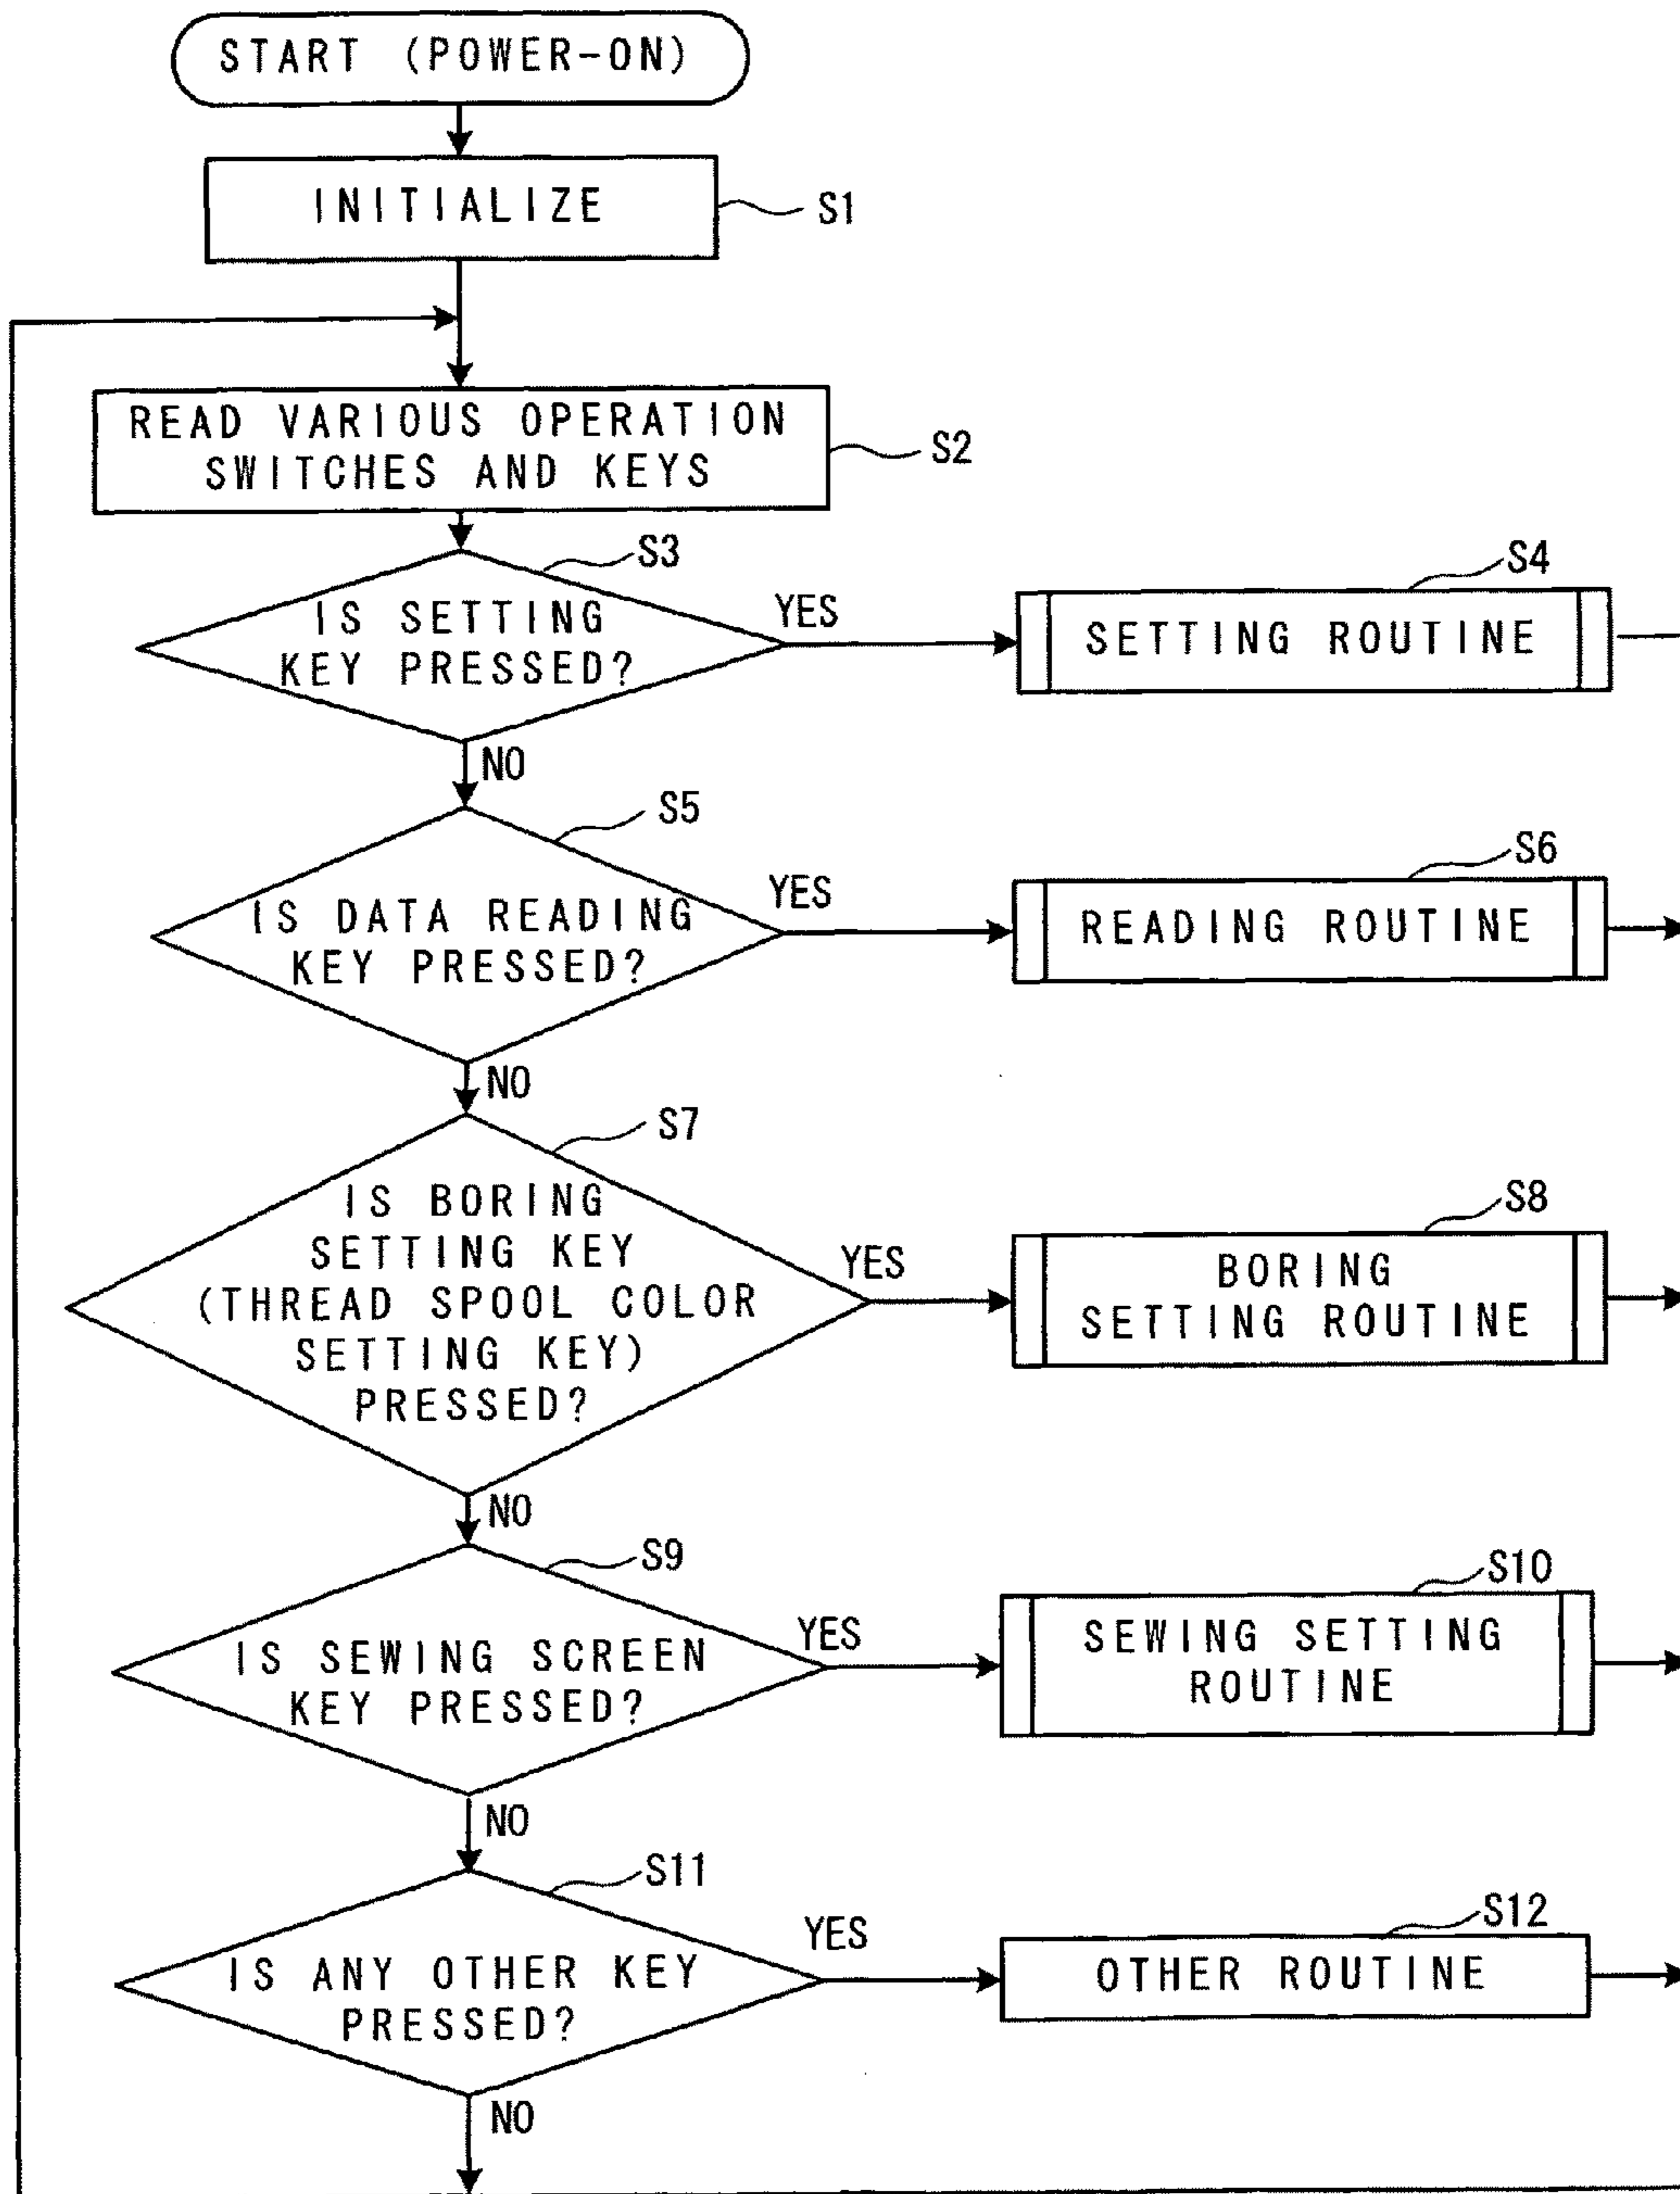 START (POWER-ON)
INITIALIZE
S1
READ VARIOUS OPERATION
SWITCHES AND KEYS
S2
S3
IS SETTING
KEY PRESSED?
YES
S4
SETTING ROUTINE
NO
S5
IS DATA READING
KEY PRESSED?
YES
S6
READING ROUTINE
NO
S7
IS BORING
SETTING KEY
(THREAD SPOOL COLOR
SETTING KEY)
PRESSED?
YES
S8
BORING
SETTING ROUTINE
NO
S9
IS SEWING SCREEN
KEY PRESSED?
YES
S10
SEWING SETTING
ROUTINE
NO
S11
IS ANY OTHER KEY
PRESSED?
YES
S12
OTHER ROUTINE
NO